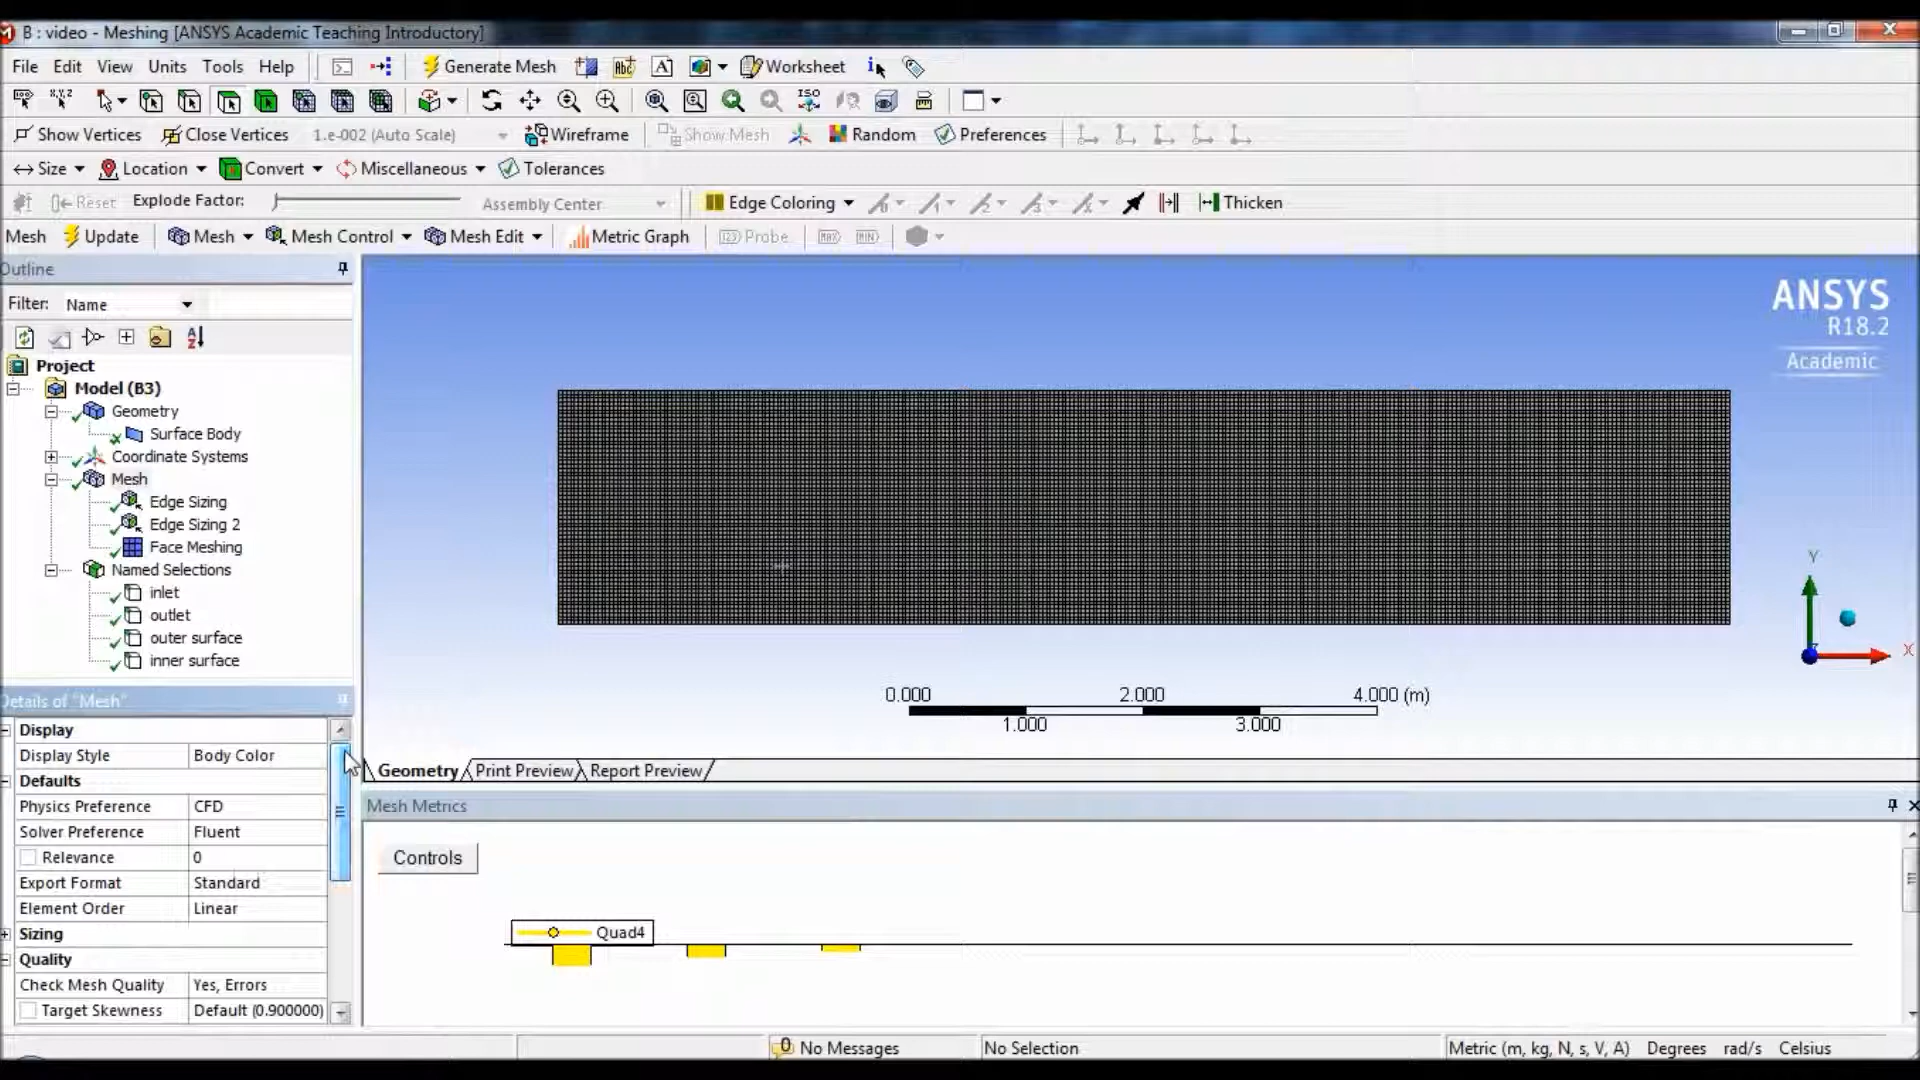 B : video - Meshing [ANSYS Academic Teaching Introductory]
File Edit View Units Tools Help Generate Mesh Worksheet
ISO
Show Vertices Close Vertices 1.e-002 (Auto Scale) Wireframe Show Mesh Random Preferences
Size Location Convert Miscellaneous Tolerances
Reset Explode Factor: Assembly Center Edge Coloring Thicken
Mesh Update Mesh Mesh Control Mesh Edit Metric Graph Probe MAX MIN
Outline
Filter: Name
Project
Model (B3)
Geometry
Surface Body
Coordinate Systems
Mesh
Edge Sizing
Edge Sizing 2
Face Meshing
Named Selections
inlet
outlet
outer surface
inner surface
Details of "Mesh"
Display
Display Style Body Color
Defaults
Physics Preference CFD
Solver Preference Fluent
Relevance 0
Export Format Standard
Element Order Linear
Sizing
Quality
Check Mesh Quality Yes, Errors
Target Skewness Default (0.900000)
ANSYS
R18.2
Academic
Y
X
0.000 2.000 4.000 (m)
1.000 3.000
Geometry Print Preview Report Preview
Mesh Metrics
Controls
Quad4
0 No Messages No Selection Metric (m, kg, N, s, V, A) Degrees rad/s Celsius